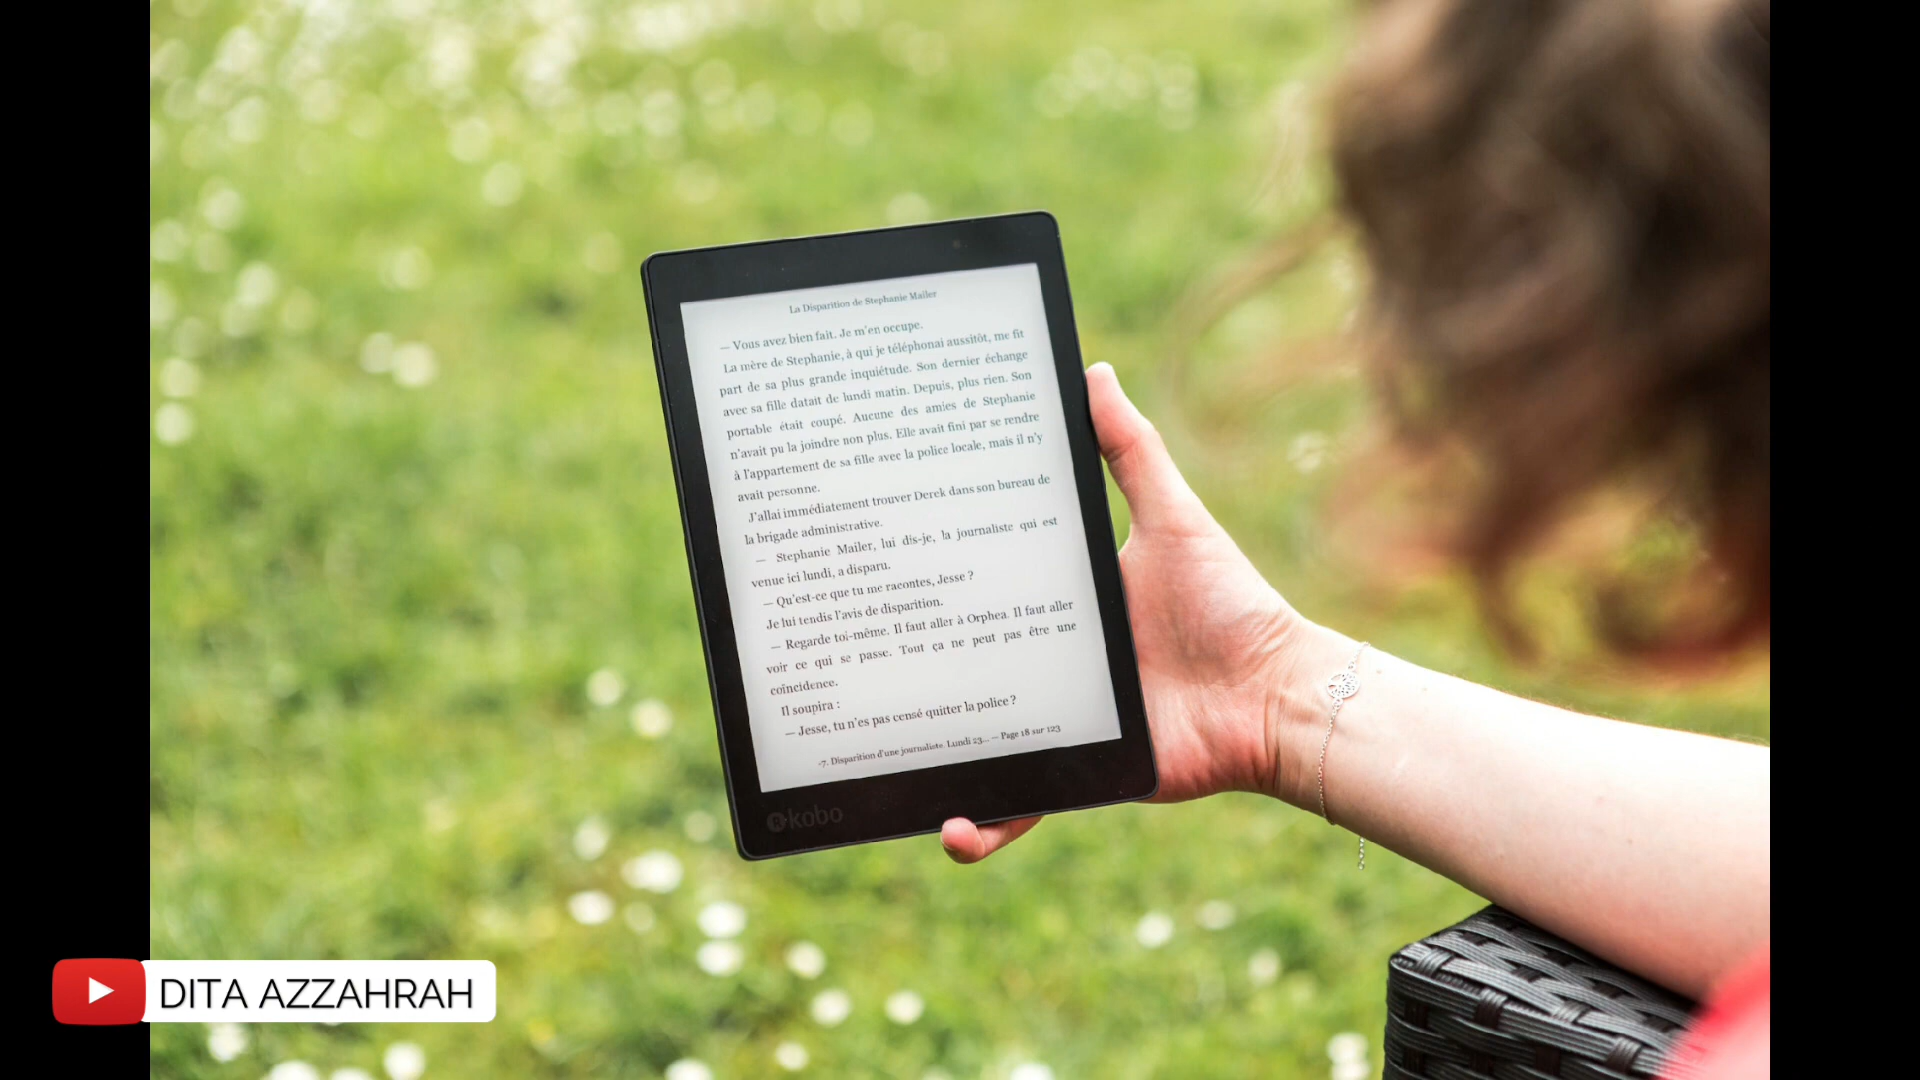 La Disparition de Stephanie Mailer
— Vous avez bien fait. Je m'en occupe.
La mère de Stephanie, à qui je téléphonai aussitôt, me fit
part de sa plus grande inquiétude. Son dernier échange
avec sa fille datait de lundi matin. Depuis, plus rien. Son
portable était coupé. Aucune des amies de Stephanie
n'avait pu la joindre non plus. Elle avait fini par se rendre
à l'appartement de sa fille avec la police locale, mais il n'y
avait personne.
J'allai immédiatement trouver Derek dans son bureau de
la brigade administrative.
— Stephanie Mailer, lui dis-je, la journaliste qui est
venue ici lundi, a disparu.
— Qu'est-ce que tu me racontes, Jesse ?
Je lui tendis l'avis de disparition.
— Regarde toi-même. Il faut aller à Orphea. Il faut aller
voir ce qui se passe. Tout ça ne peut pas être une
coïncidence.
Il soupira :
— Jesse, tu n'es pas censé quitter la police ?
-7. Disparition d'une journaliste. Lundi 23... — Page 18 sur 123
kobo
DITA AZZAHRAH